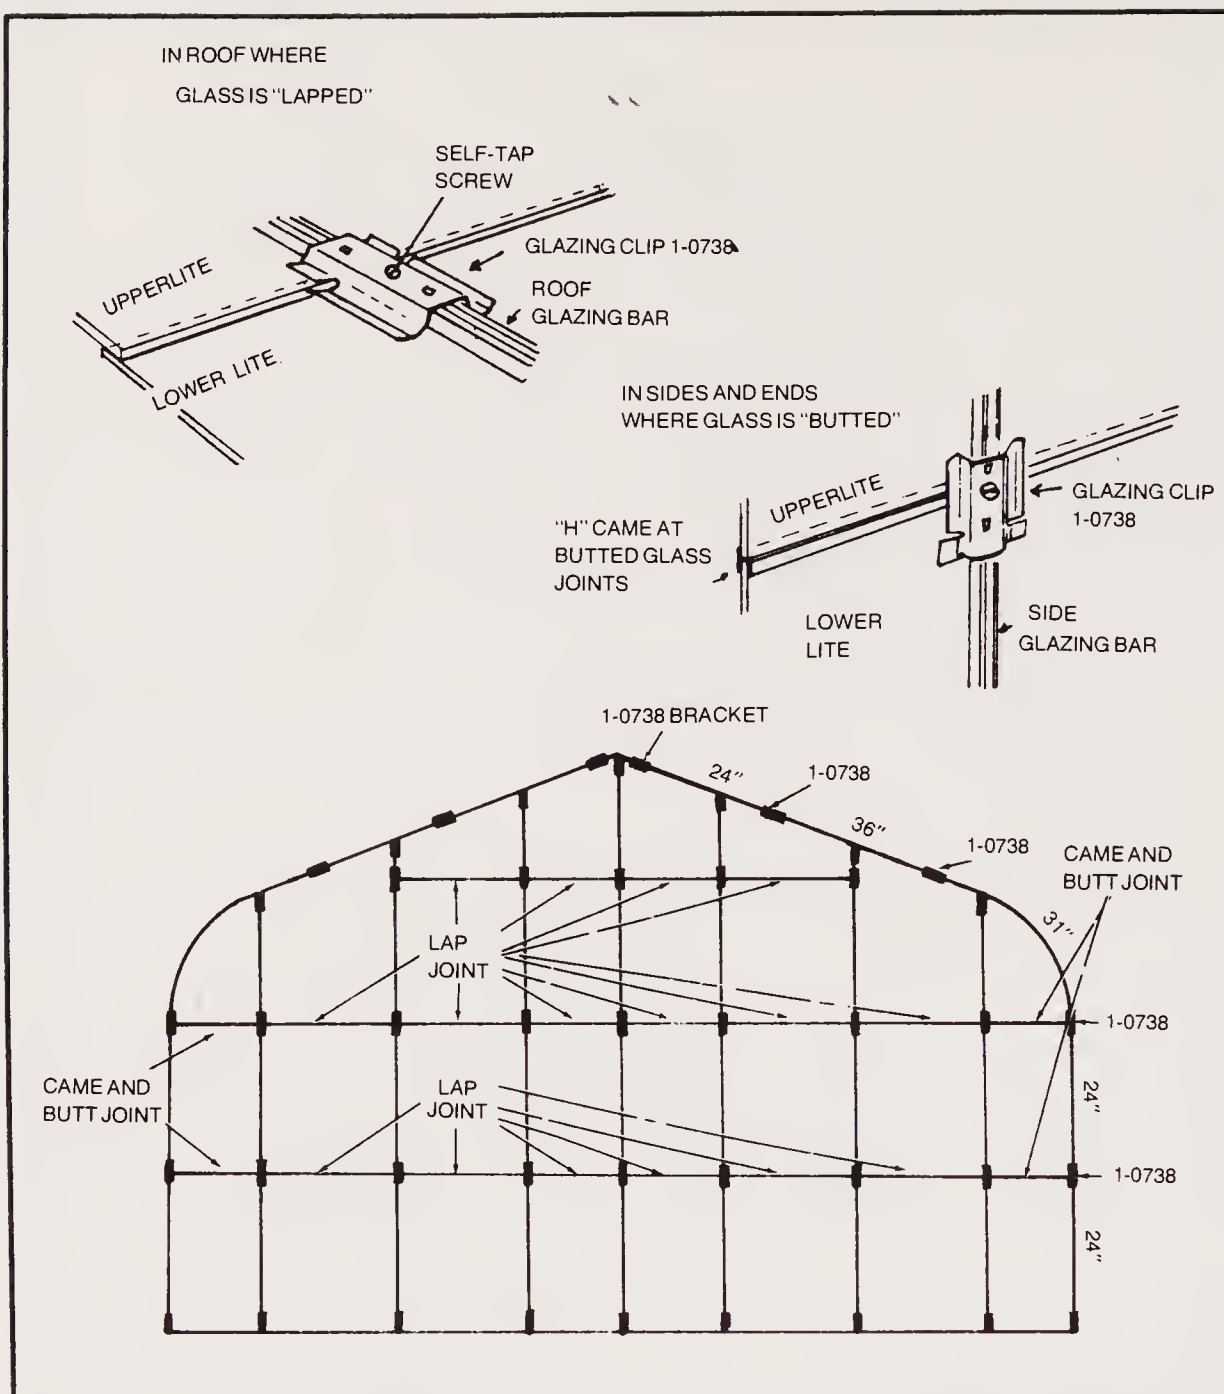 IN ROOF WHERE
GLASS IS "LAPPED"
SELF-TAP
SCREW
GLAZING CLIP 1-0738
ROOF
GLAZING BAR
UPPERLITE
LOWER LITE.
IN SIDES AND ENDS
WHERE GLASS IS "BUTTED"
UPPERLITE
GLAZING CLIP
1-0738
"H" CAME AT
BUTTED GLASS
JOINTS
LOWER
LITE
SIDE
GLAZING BAR
1-0738 BRACKET
24"
1-0738
36"
1-0738
CAME AND
BUTT JOINT
31"
LAP
JOINT
1-0738
CAME AND
BUTT JOINT
LAP
JOINT
24"
1-0738
24"